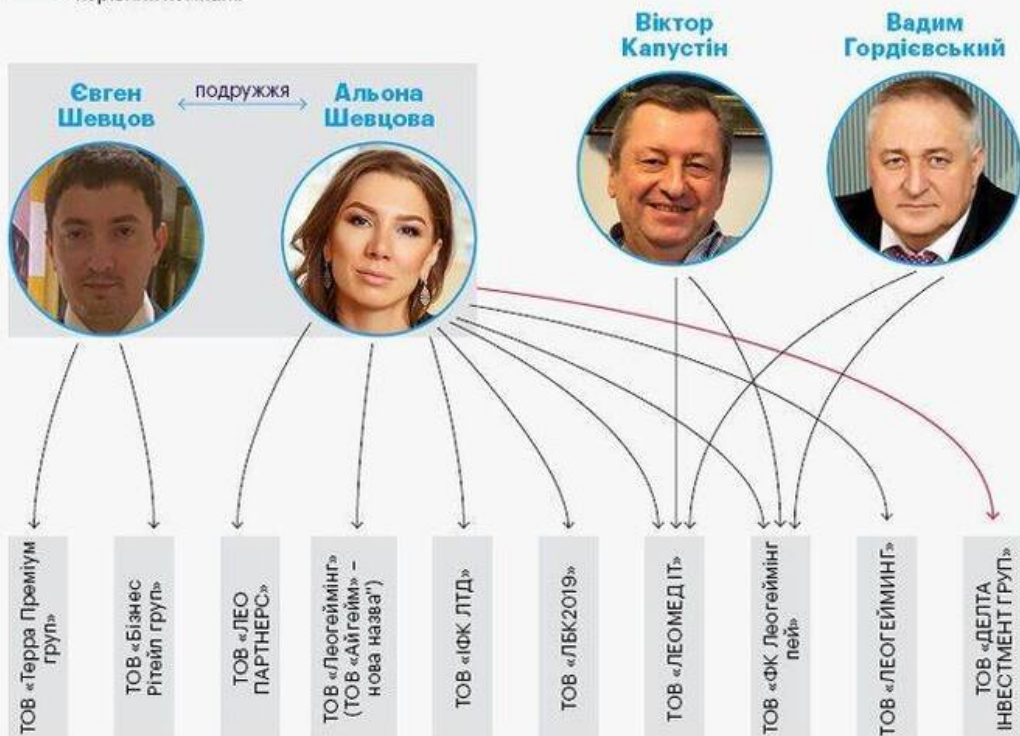 Віктор
Капустін
Вадим
Гордієвський
Євген
Шевцов
подружжя
Альона
Шевцова
ТОВ «Терра Преміум
груп»
ТОВ «Бізнес
Рітейл груп»
ТОВ «ЛЕО
ПАРТНЕРС»
ТОВ «Леогеймінг»
(ТОВ «Айгейм» –
нова назва")
ТОВ «ІФК ЛТД»
ТОВ «ЛБК2019»
ТОВ «ЛЕОМЕД ІТ»
ТОВ «ФК Леогеймінг
пей»
ТОВ «ЛЕОГЕЙМИНГ»
ТОВ «ДЕЛТА
ІНВЕСТМЕНТ ГРУП»